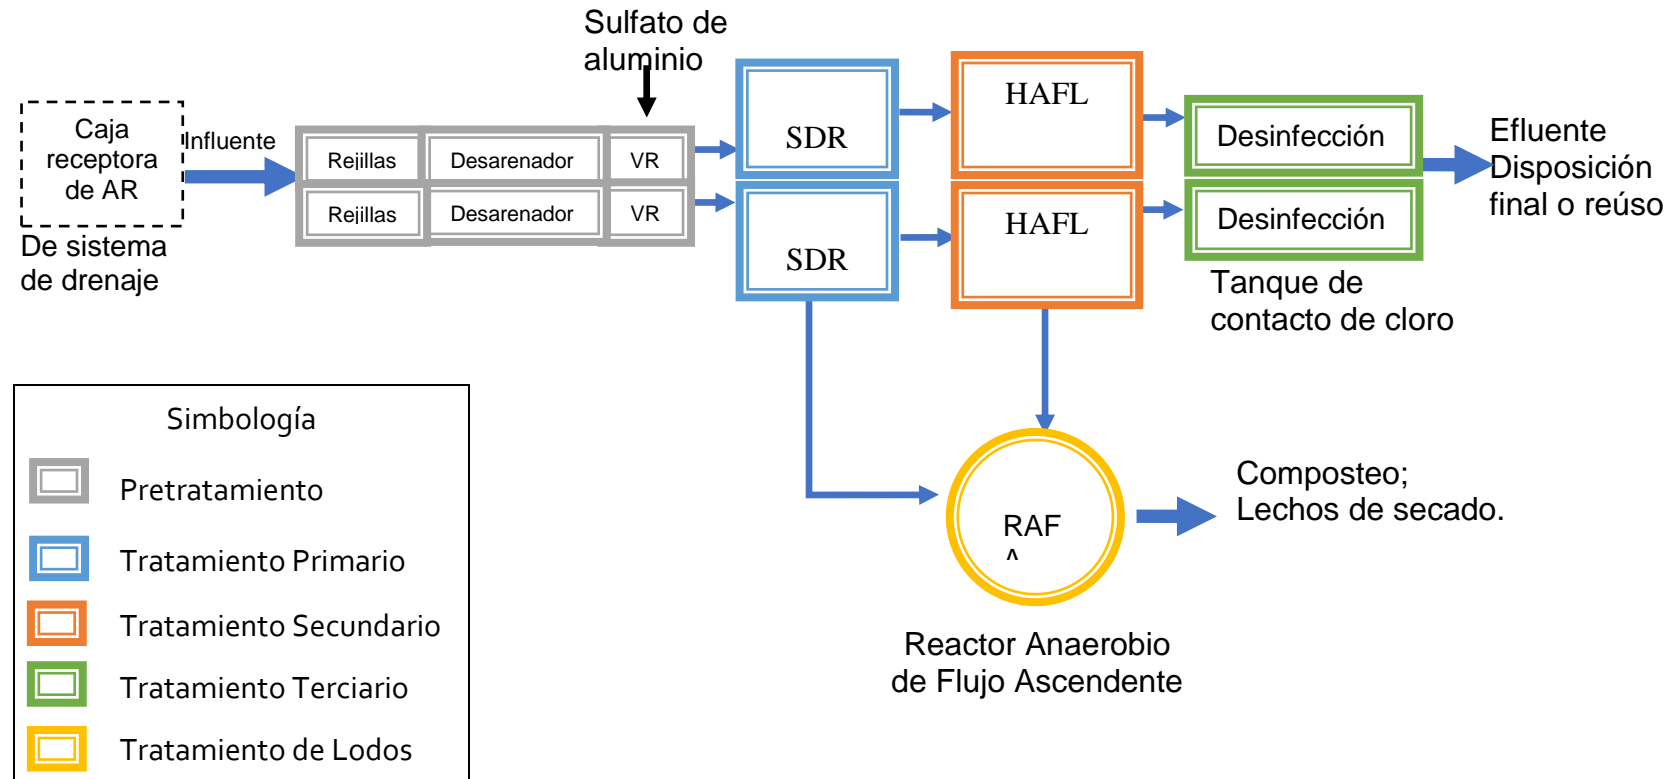 Sulfato de
aluminio
Caja
receptora
de AR
De sistema
de drenaje
Influente
Rejillas
Desarenador
VR
Rejillas
Desarenador
VR
SDR
SDR
HAFL
HAFL
Desinfección
Desinfección
Tanque de
contacto de cloro
Efluente
Disposición
final o reúso
RAF
Reactor Anaerobio
de Flujo Ascendente
Composteo;
Lechos de secado.
Simbología
Pretratamiento
Tratamiento Primario
Tratamiento Secundario
Tratamiento Terciario
Tratamiento de Lodos